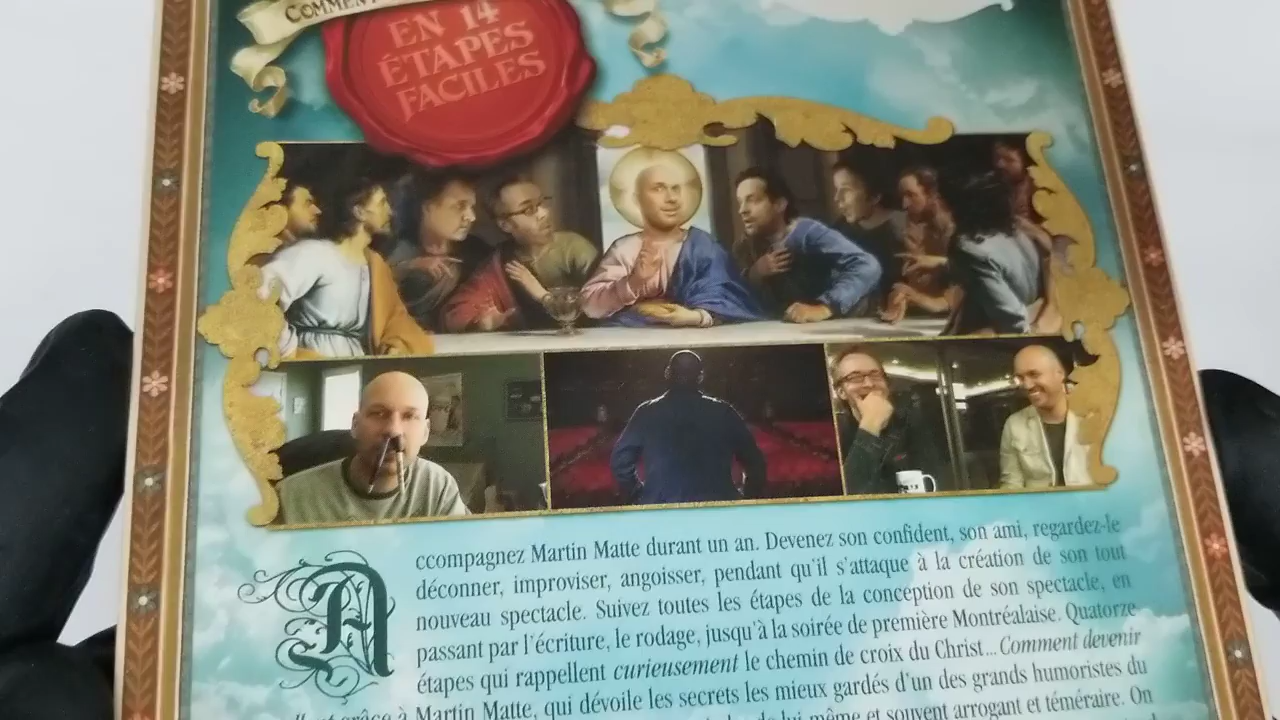 COMMENT
EN 14
ÉTAPES
FACILES
Accompagnez Martin Matte durant un an. Devenez son confident, son ami, regardez-le
déconner, improviser, angoisser, pendant qu'il s'attaque à la création de son tout
nouveau spectacle. Suivez toutes les étapes de la conception de son spectacle, en
passant par l'écriture, le rodage, jusqu'à la soirée de première Montréalaise. Quatorze
étapes qui rappellent curieusement le chemin de croix du Christ... Comment devenir
grâce à Martin Matte, qui dévoile les secrets les mieux gardés d'un des grands humoristes du
de lui même et souvent arrogant et téméraire. On